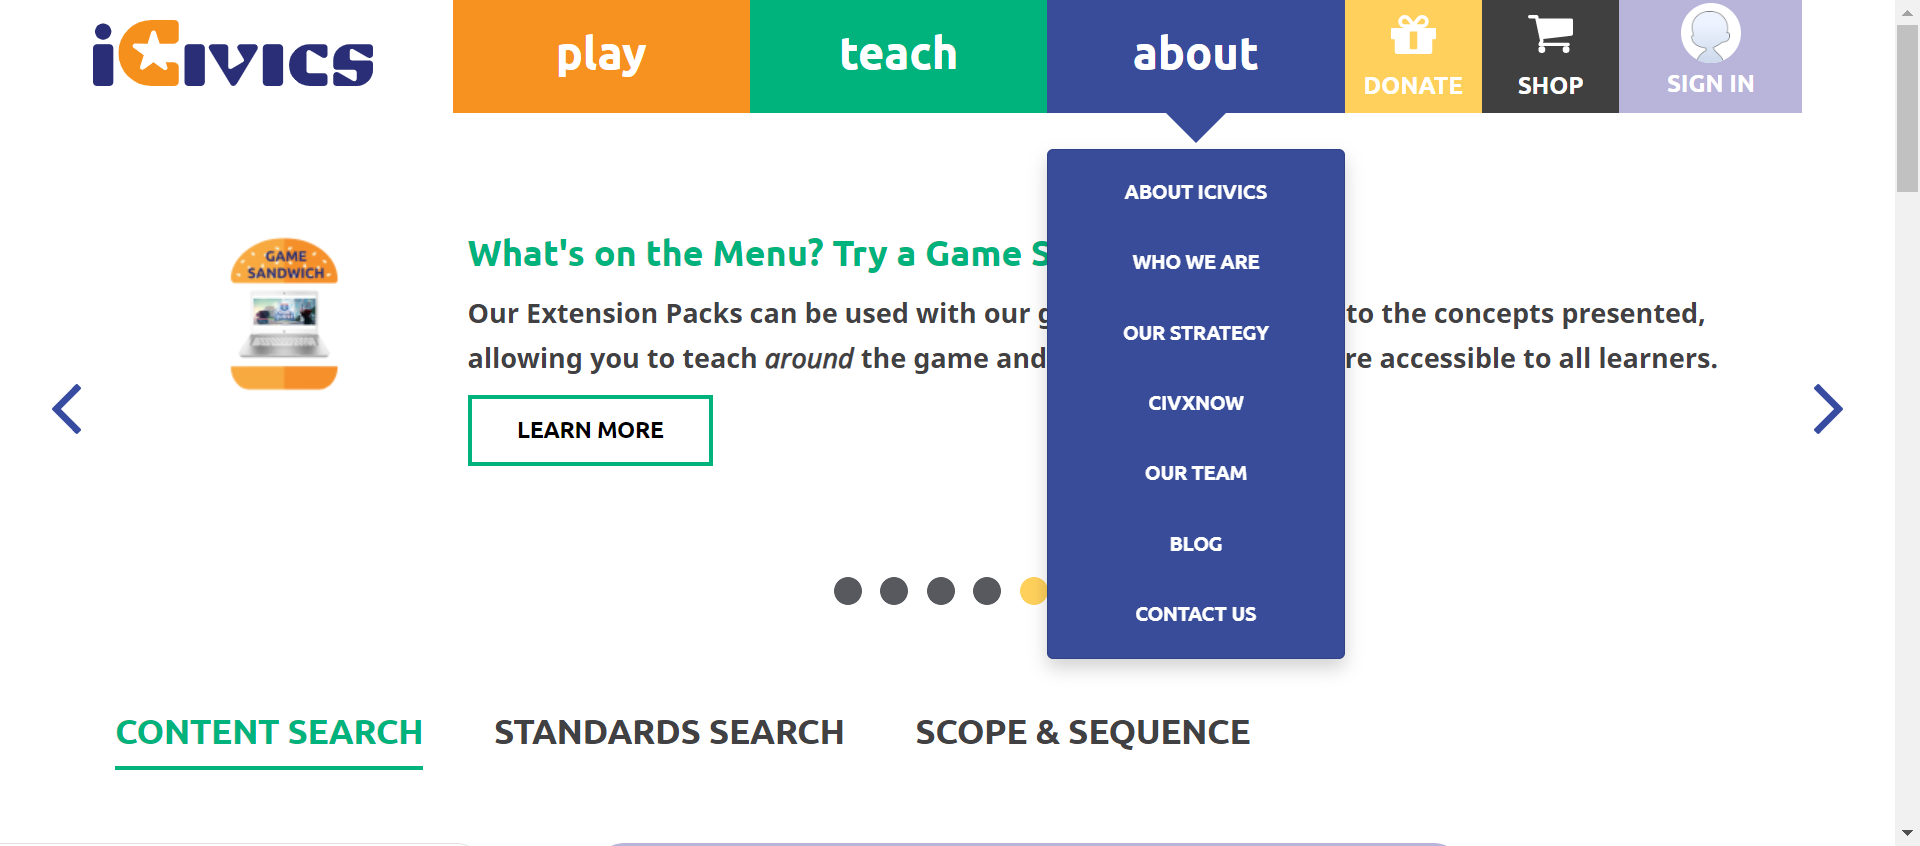 iCivics
play
teach
about
DONATE
SHOP
SIGN IN
ABOUT ICIVICS
WHO WE ARE
OUR STRATEGY
CIVXNOW
OUR TEAM
BLOG
CONTACT US
GAME
SANDWICH
What's on the Menu? Try a Game S
Our Extension Packs can be used with our g to the concepts presented,
allowing you to teach around the game and re accessible to all learners.
LEARN MORE
CONTENT SEARCH
STANDARDS SEARCH
SCOPE & SEQUENCE